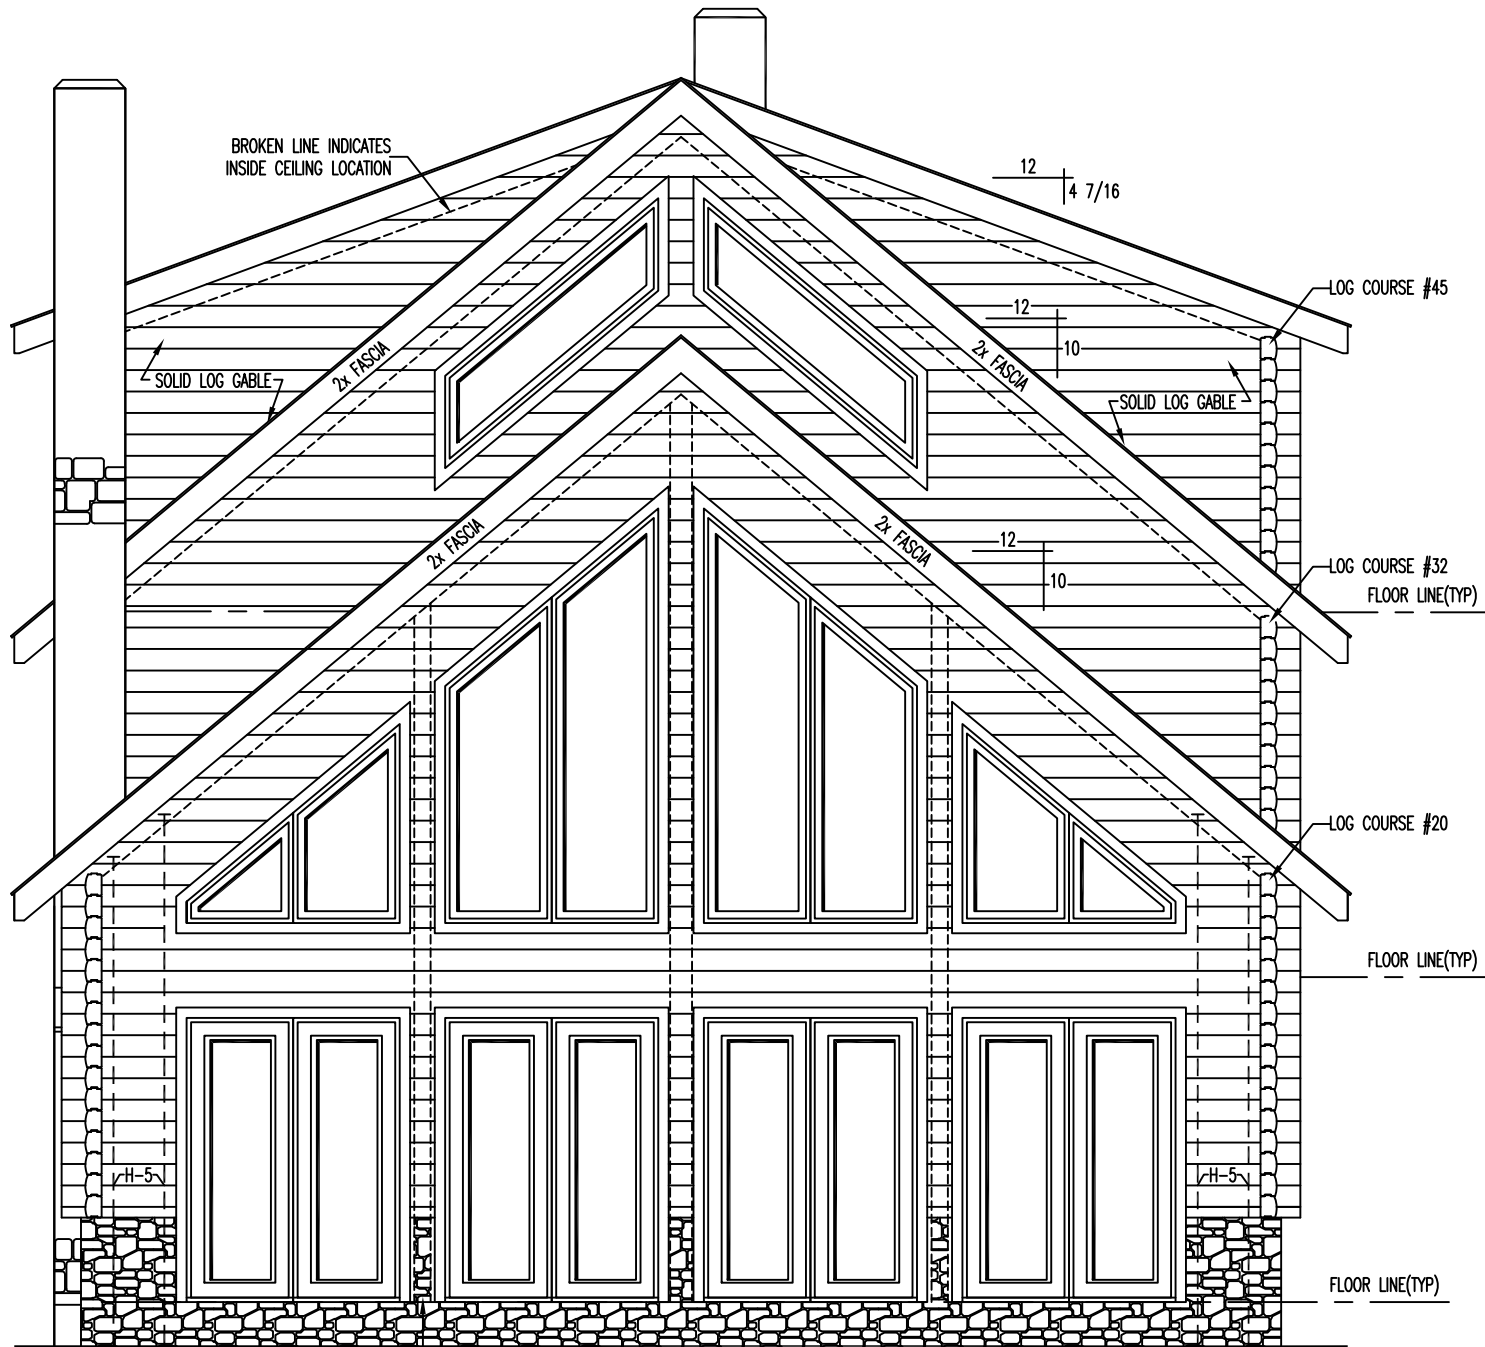 BROKEN LINE INDICATES
INSIDE CEILING LOCATION
12
4 7/16
LOG COURSE #45
12
10
2x FASCIA
2x FASCIA
SOLID LOG GABLE
SOLID LOG GABLE
2x FASCIA
2x FASCIA
12
10
LOG COURSE #32
FLOOR LINE(TYP)
LOG COURSE #20
FLOOR LINE(TYP)
H-5
H-5
FLOOR LINE(TYP)